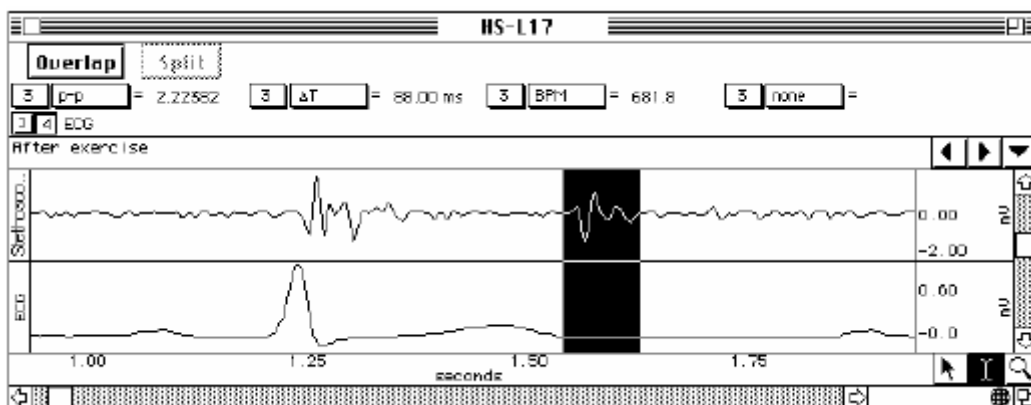 HS-L17
Overlap Split
3 p-p = 2.22382 3 ΔT = 88.00 ms 3 BPM = 681.8 3 none =
3 4 ECG
After exercise
0.00
mV
-2.00
ECG
0.60
mV
-0.0
1.00 1.25 1.50 1.75
seconds